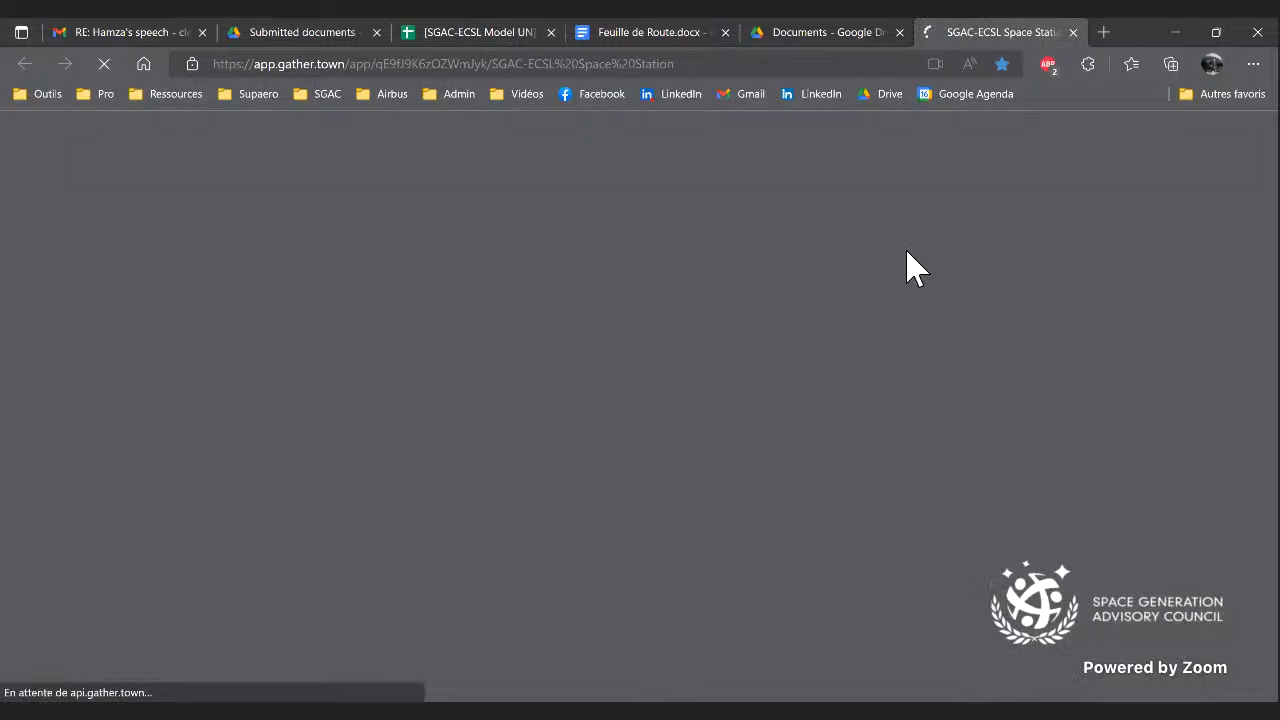 RE: Hamza's speech - cl
Submitted documents -
[SGAC-ECSL Model UN]
Feuille de Route.docx -
Documents - Google Dr
SGAC-ECSL Space Stati
https://app.gather.town/app/qE9fJ9K6zOZWmJyk/SGAC-ECSL%20Space%20Station
ABP
2
Outils
Pro
Ressources
Supaero
SGAC
Airbus
Admin
Vidéos
Facebook
LinkedIn
Gmail
LinkedIn
Drive
16
Google Agenda
Autres favoris
SPACE GENERATION
ADVISORY COUNCIL
Powered by Zoom
En attente de api.gather.town...